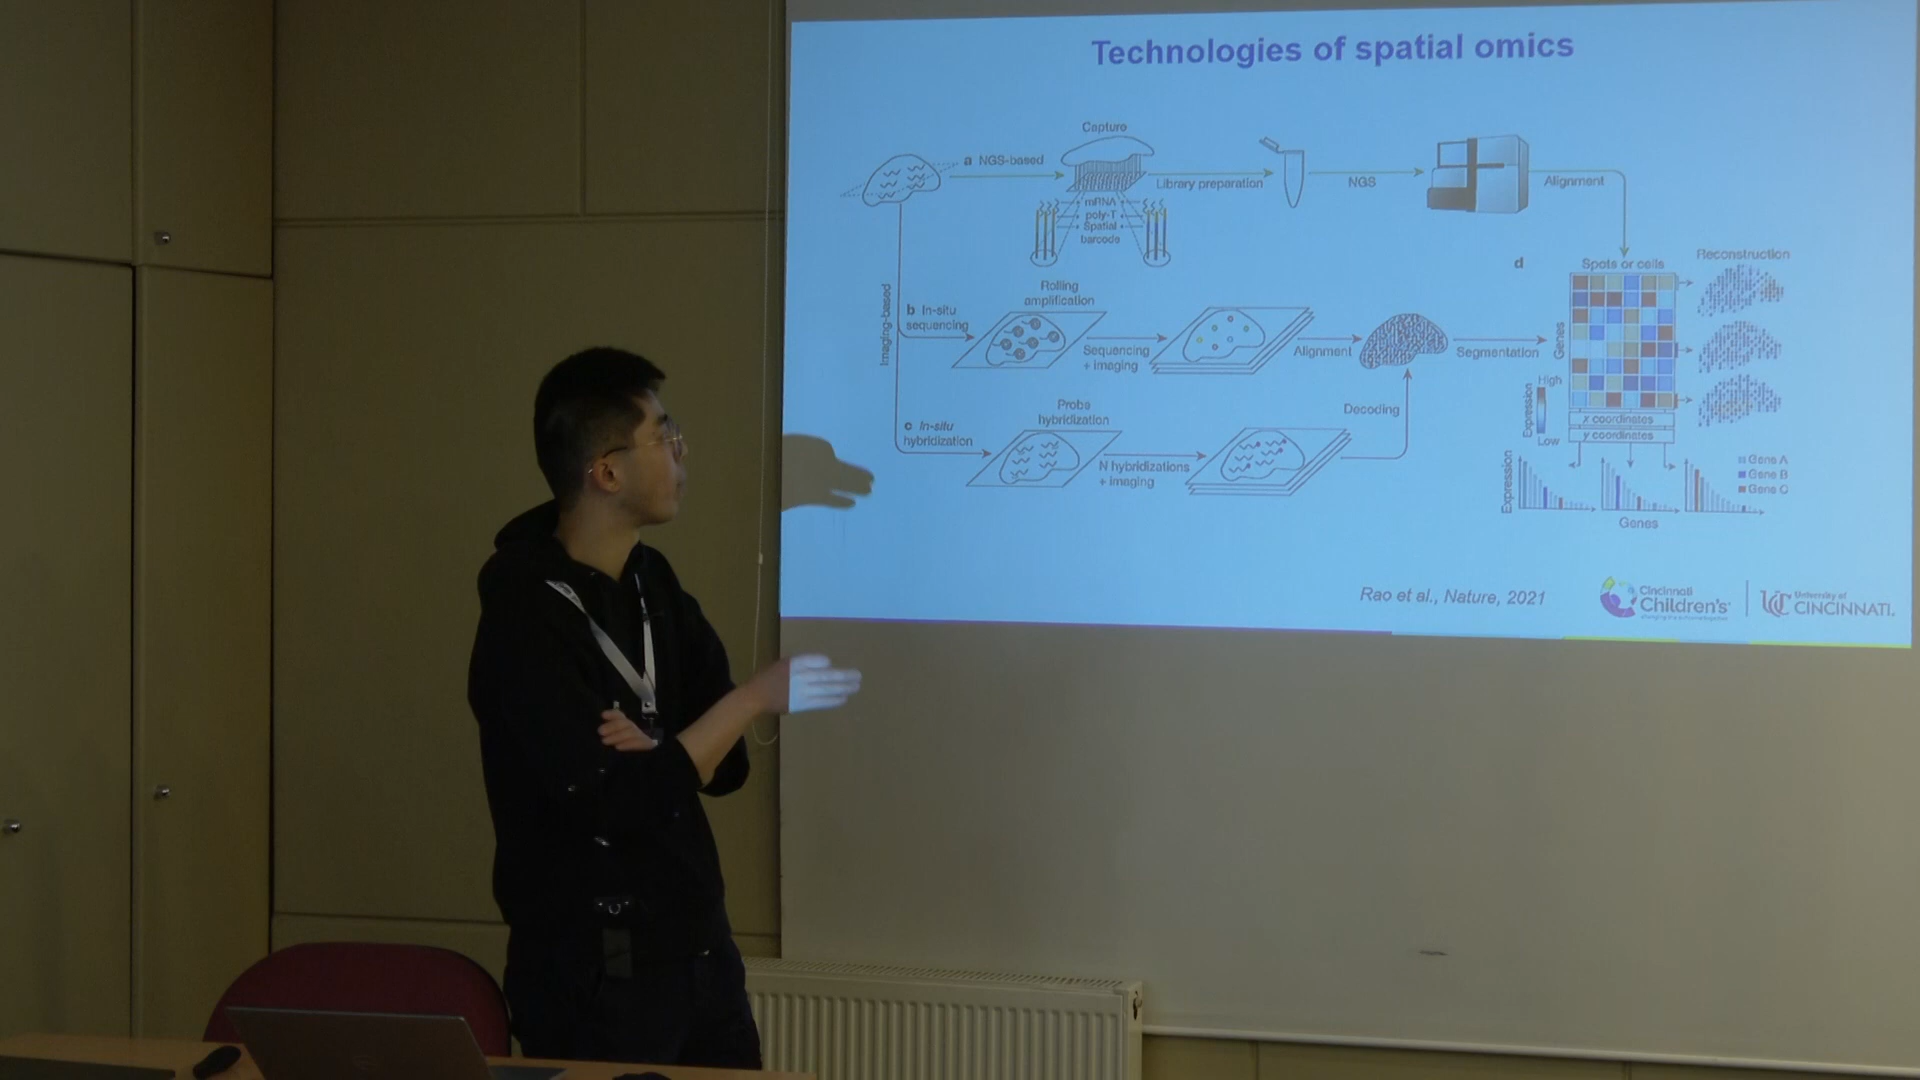 Technologies of spatial omics
Capture
a NGS-based
Library preparation
NGS
Alignment
mRNA
poly-T
Spatial
barcode
Imaging-based
b In-situ
sequencing
Rolling
amplification
Sequencing
+ imaging
Alignment
Segmentation
c In-situ
hybridization
Probe
hybridization
N hybridizations
+ imaging
Decoding
d
Spots or cells
Reconstruction
Genes
High
Expression
Low
x coordinates
y coordinates
Expression
Genes
Gene A
Gene B
Gene C
Rao et al., Nature, 2021
Cincinnati
Children's
University of
CINCINNATI.